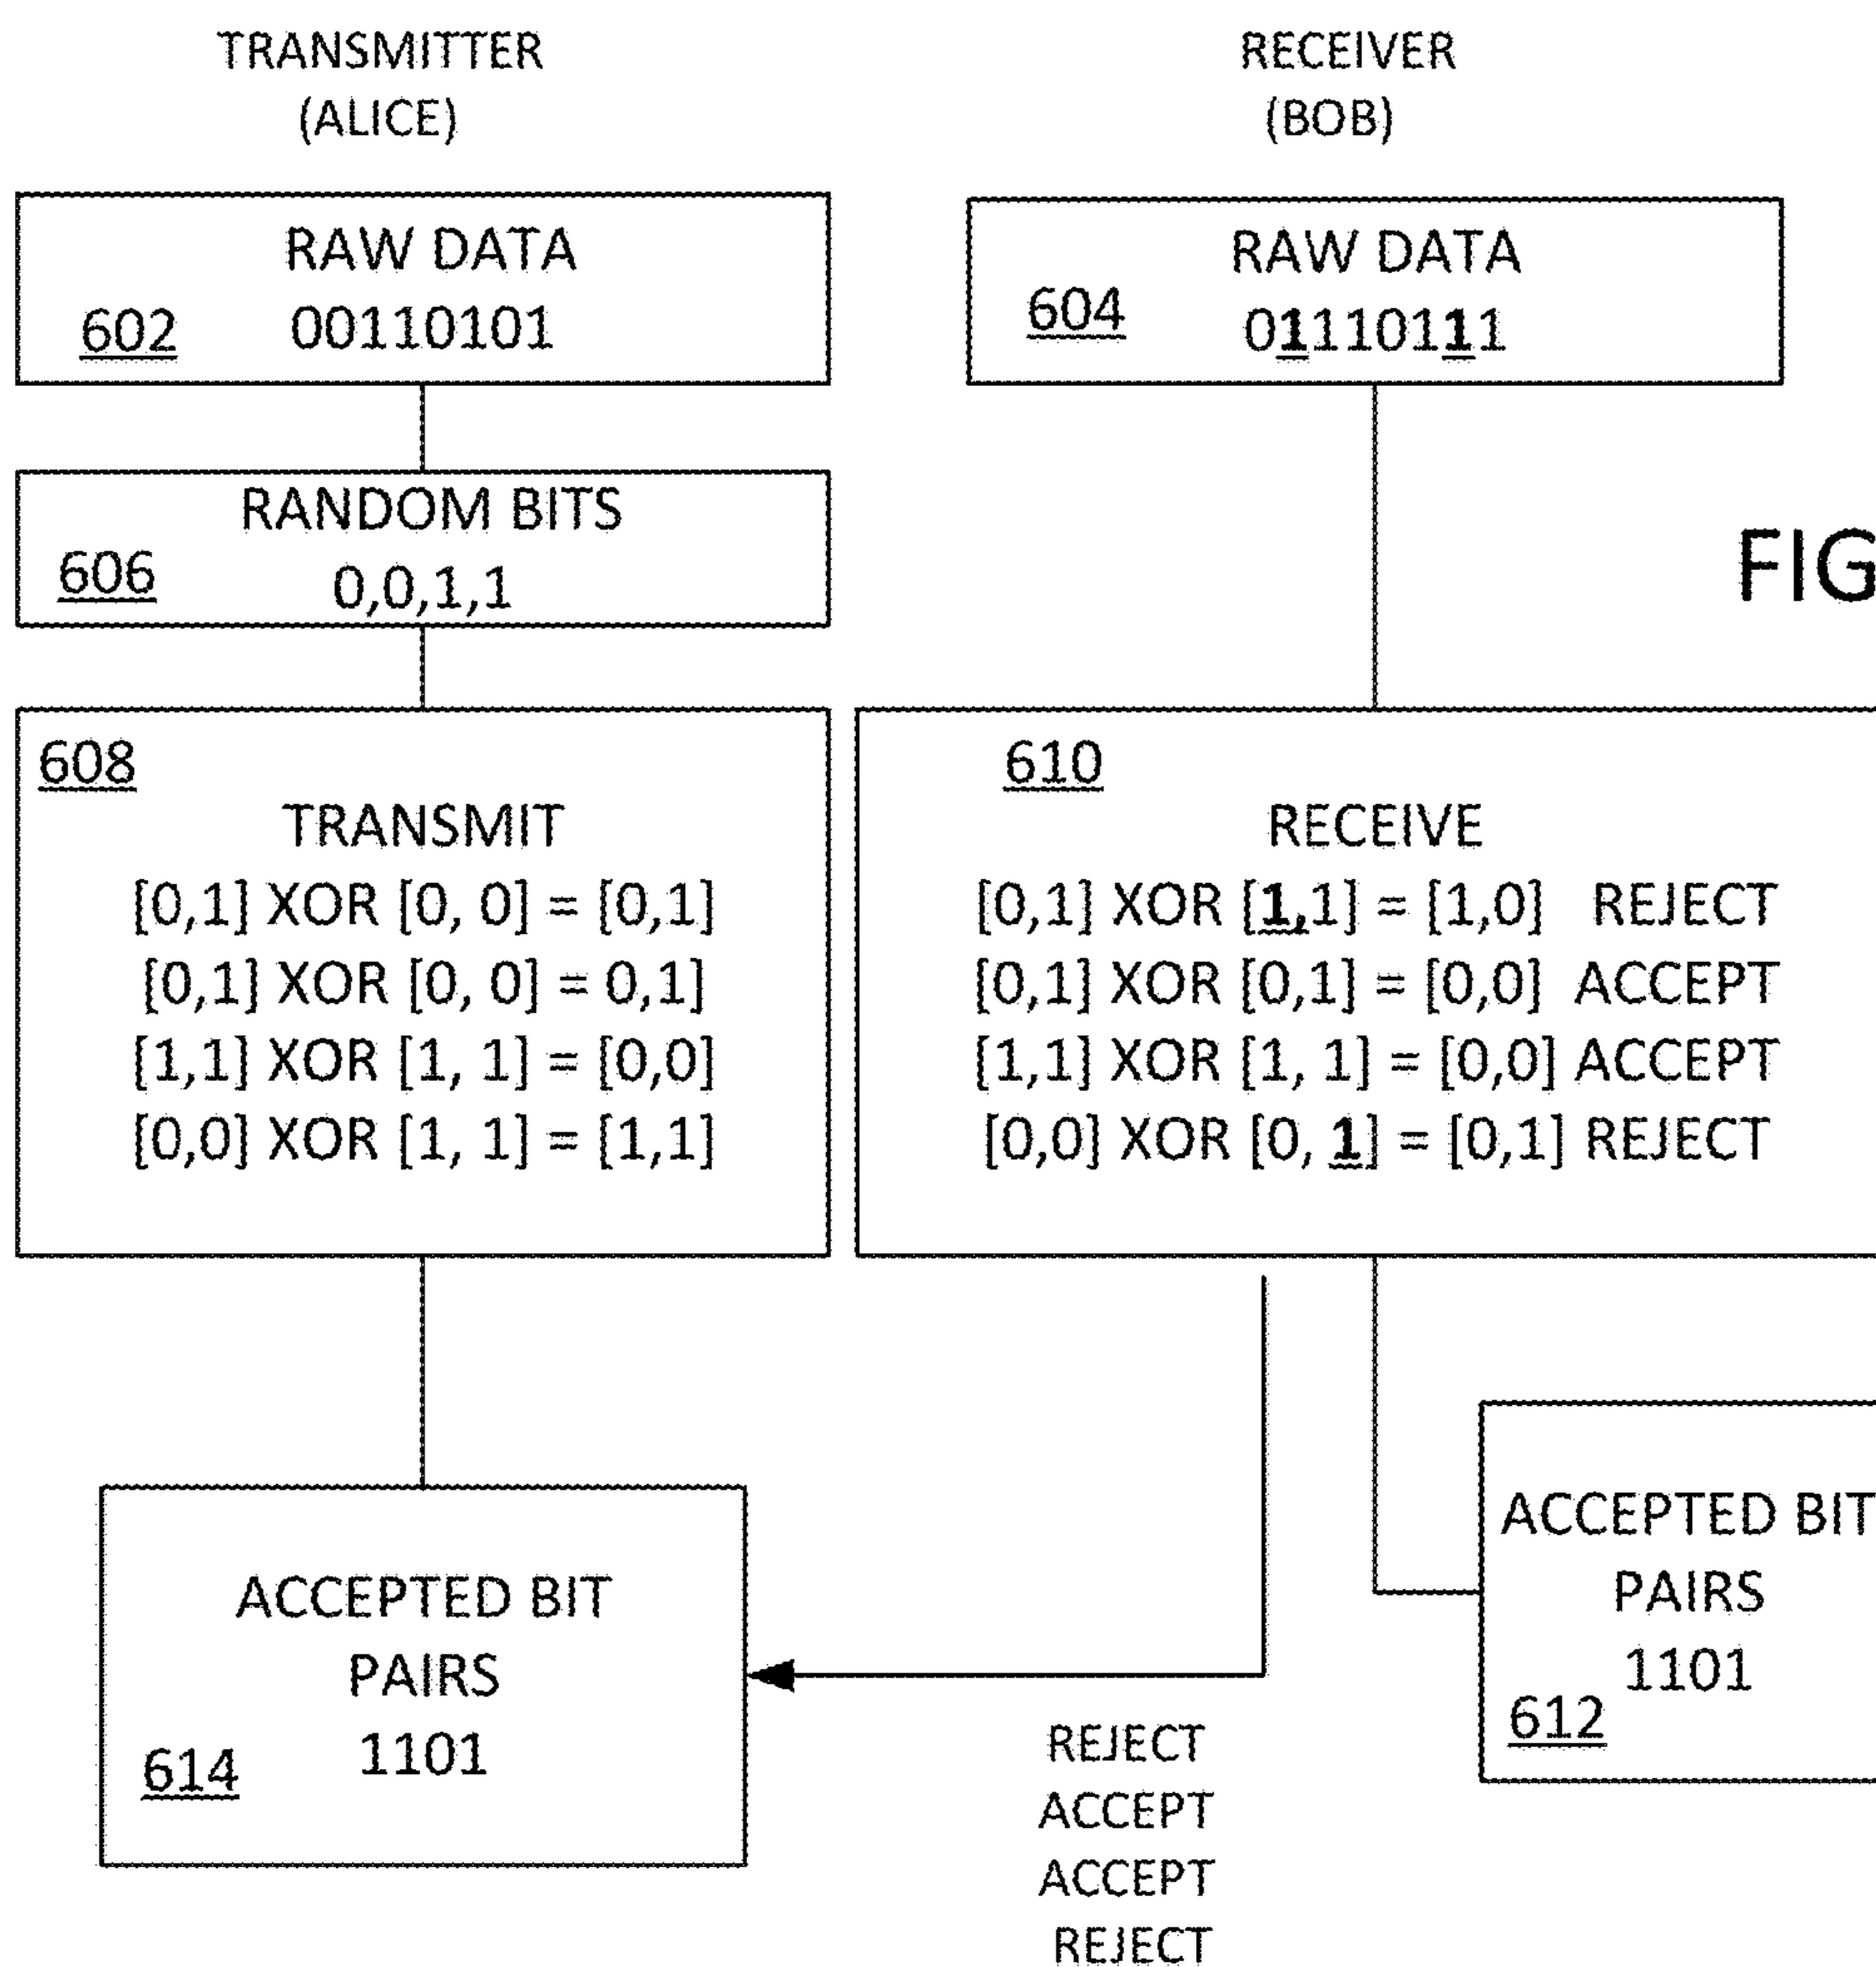 TRANSMITTER
(ALICE)
RECEIVER
(BOB)
RAW DATA
602 00110101
RAW DATA
604 01110111
RANDOM BITS
606 0,0,1,1
FIG
608
TRANSMIT
[0,1] XOR [0, 0] = [0,1]
[0,1] XOR [0, 0] = 0,1]
[1,1] XOR [1, 1] = [0,0]
[0,0] XOR [1, 1] = [1,1]
610
RECEIVE
[0,1] XOR [1,1] = [1,0] REJECT
[0,1] XOR [0,1] = [0,0] ACCEPT
[1,1] XOR [1, 1] = [0,0] ACCEPT
[0,0] XOR [0, 1] = [0,1] REJECT
ACCEPTED BIT
PAIRS
1101
612
ACCEPTED BIT
PAIRS
1101
614
REJECT
ACCEPT
ACCEPT
REJECT